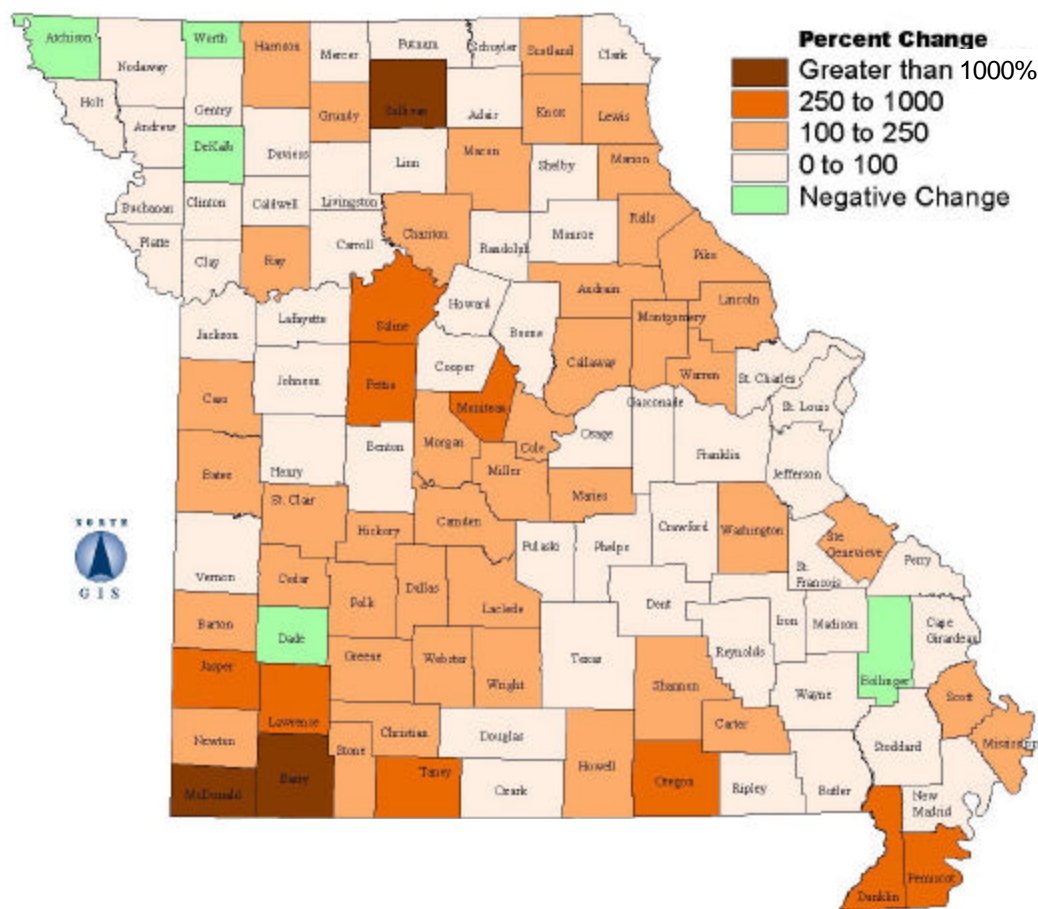 Percent Change
Greater than 1000%
250 to 1000
100 to 250
0 to 100
Negative Change
Atchison
Worth
Nodaway
Harrison
Mercer
Putnam
Schuyler
Scotland
Clark
Holt
Gentry
Andrew
Grundy
Sullivan
Adair
Knox
Lewis
DeKalb
Daviess
Linn
Macon
Shelby
Marion
Buchanan
Clinton
Caldwell
Livingston
Chariton
Ralls
Platte
Clay
Ray
Carroll
Randolph
Monroe
Pike
Howard
Audrain
Lincoln
Jackson
Lafayette
Saline
Boone
Montgomery
Callaway
Cooper
Warren
St. Charles
Johnson
Pettis
Cass
Moniteau
Gasconade
St. Louis
Osage
Benton
Morgan
Cole
Franklin
Bates
Henry
Miller
Jefferson
St. Clair
Maries
Hickory
Camden
Crawford
Washington
Ste
Genevieve
NORTH
GIS
Vernon
Pulaski
Phelps
St.
Francois
Perry
Cedar
Polk
Dallas
Laclede
Dent
Iron
Madison
Cape
Girardeau
Barton
Dade
Greene
Webster
Texas
Reynolds
Jasper
Wright
Shannon
Wayne
Bollinger
Scott
Lawrence
Newton
Christian
Stone
Douglas
Carter
Stoddard
Mississippi
McDonald
Barry
Taney
Ozark
Howell
Oregon
Ripley
Butler
New
Madrid
Dunklin
Pemiscot